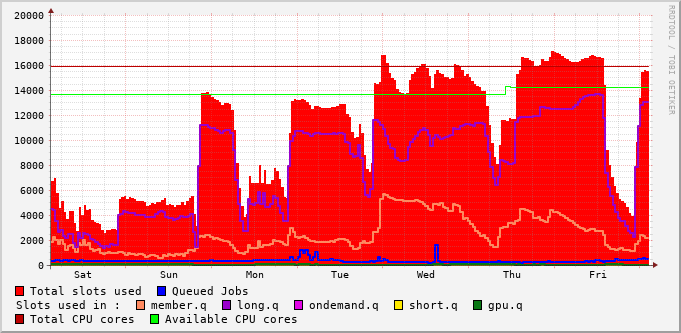 20000
18000
16000
14000
12000
10000
8000
6000
4000
2000
0
Sat Sun Mon Tue Wed Thu Fri
RRDTOOL / TOBI OETIKER
Total slots used Queued Jobs
Slots used in : member.q long.q ondemand.q short.q gpu.q
Total CPU cores Available CPU cores